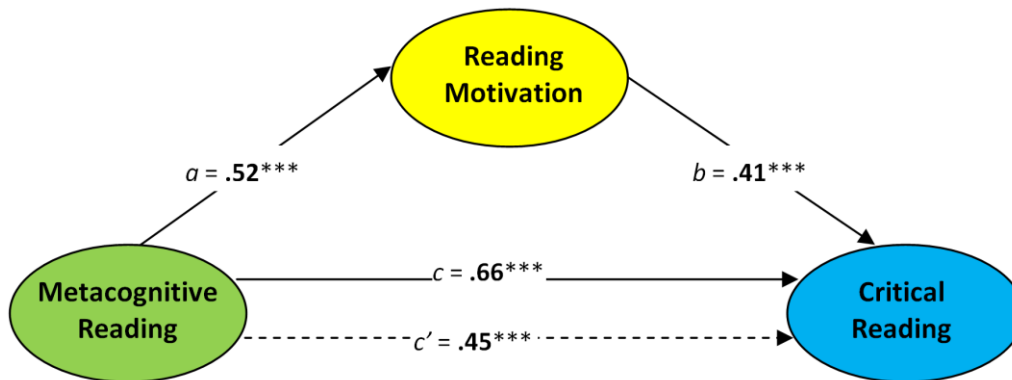 Reading
Motivation
a = .52***
b = .41***
c = .66***
Metacognitive
Reading
Critical
Reading
c’ = .45***